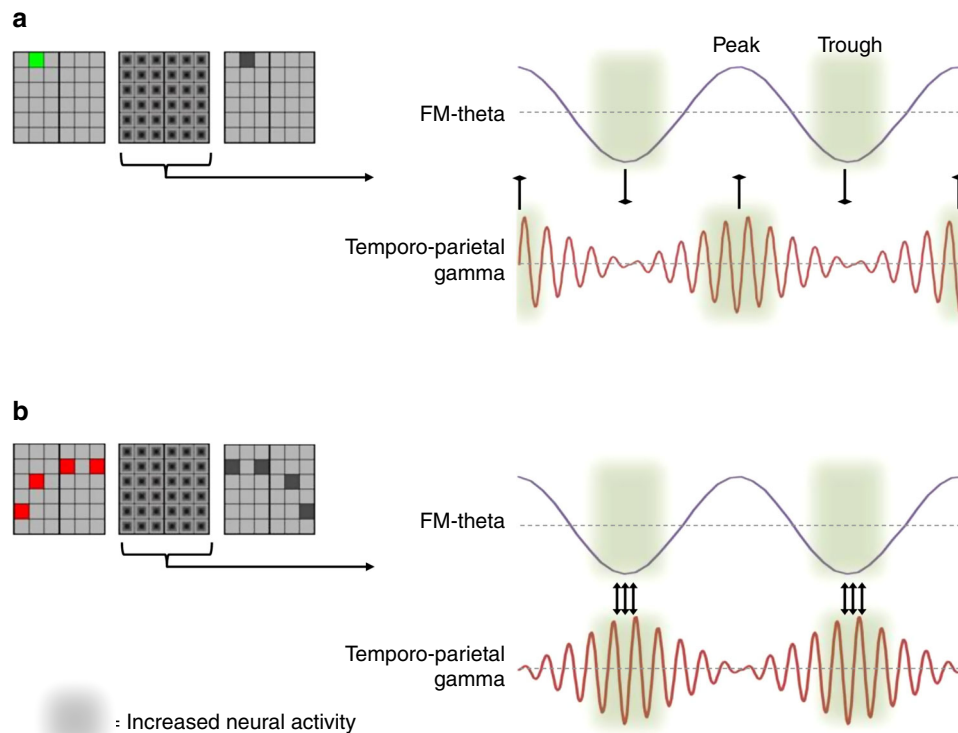 a
Peak
Trough
FM-theta
Temporo-parietal
gamma
b
FM-theta
Temporo-parietal
gamma
= Increased neural activity